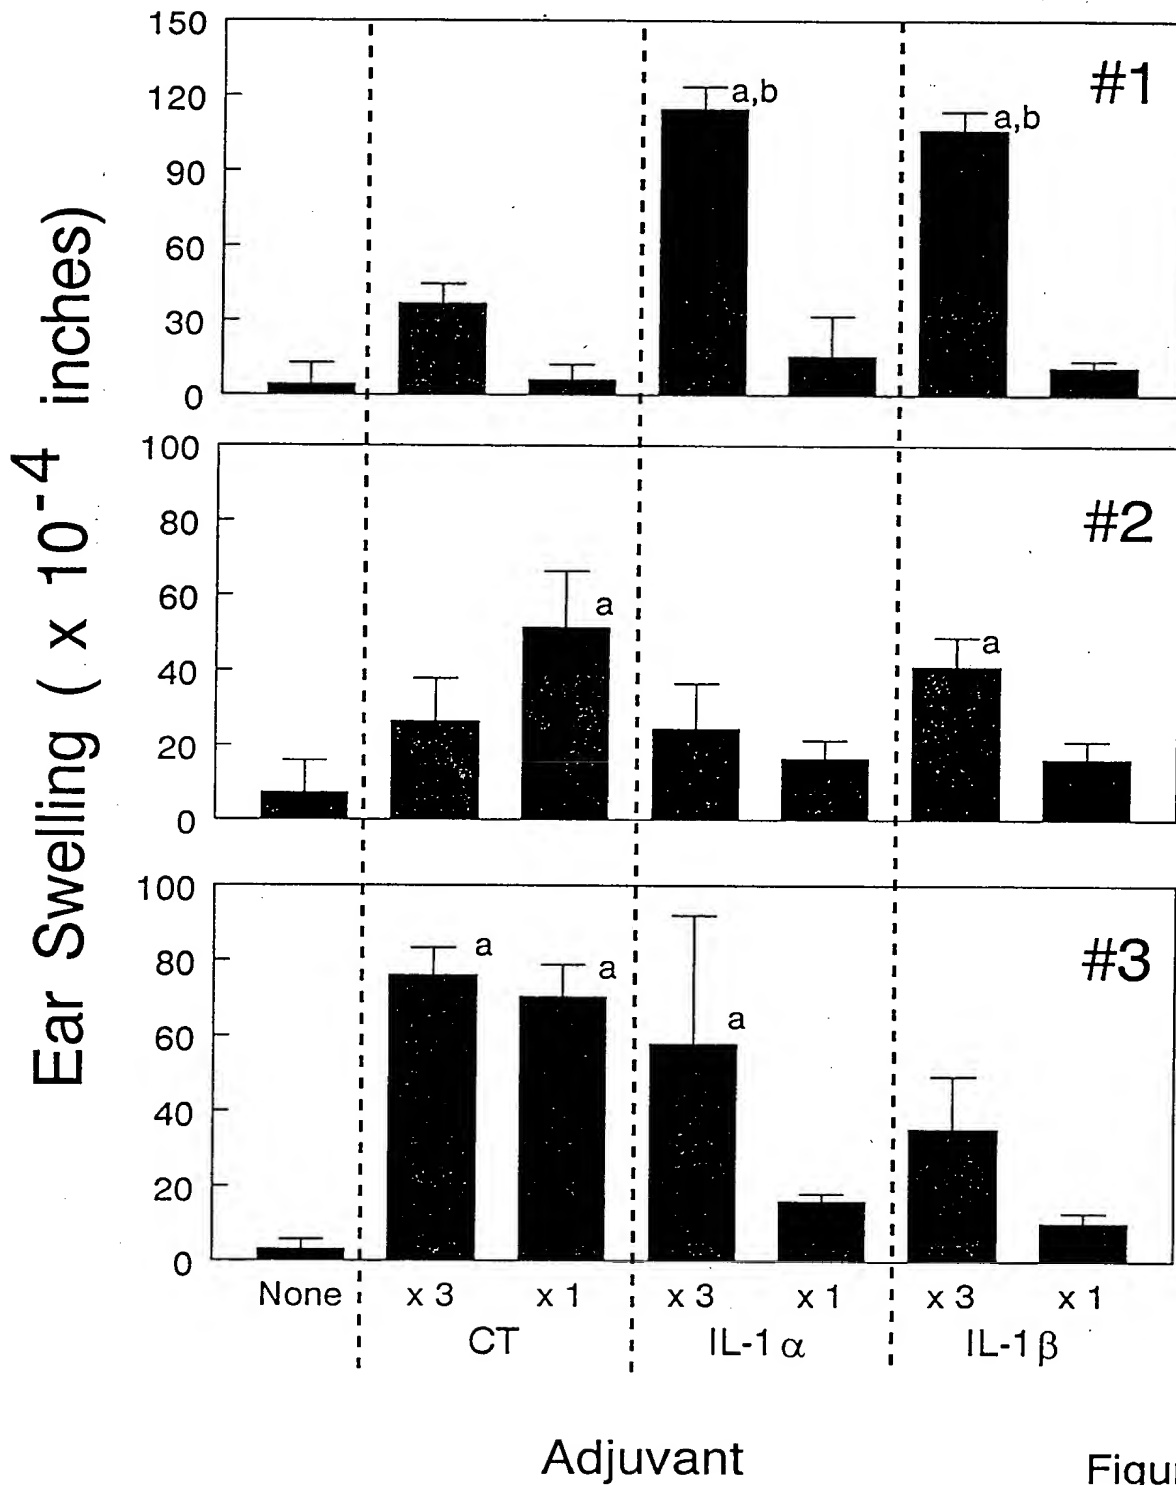 Ear Swelling ( x 10⁻⁴ inches)
#1
150
120
90
60
30
0
a,b
a,b
#2
100
80
60
40
20
0
a
a
#3
100
80
60
40
20
0
a
a
a
None x 3 x 1 x 3 x 1 x 3 x 1
CT IL-1 α IL-1 β
Adjuvant
Figur